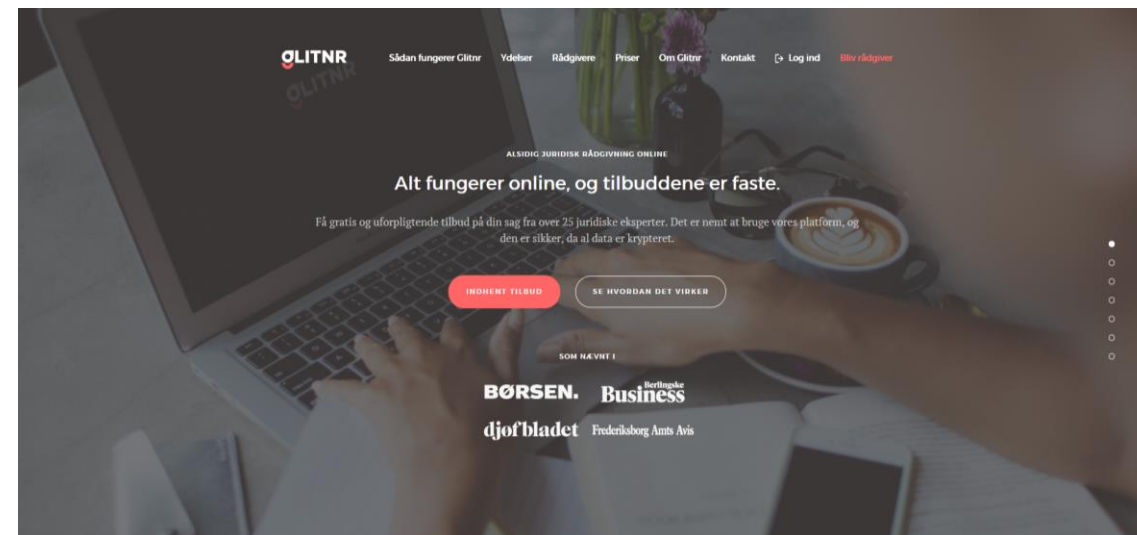 GLITNR
Sådan fungerer Glitnr Ydelser Rådgivere Priser Om Glitnr Kontakt Log ind Bliv rådgiver
GLITNR
ALSIDIG JURIDISK RÅDGIVNING ONLINE
Alt fungerer online, og tilbuddene er faste.
Få gratis og uforpligtende tilbud på din sag fra over 25 juridiske eksperter. Det er nemt at bruge vores platform, og
den er sikker, da al data er krypteret.
INDHENT TILBUD SE HVORDAN DET VIRKER
SOM NÆVNT I
BØRSEN. Berlingske Business
djøfbladet Frederiksborg Amts Avis